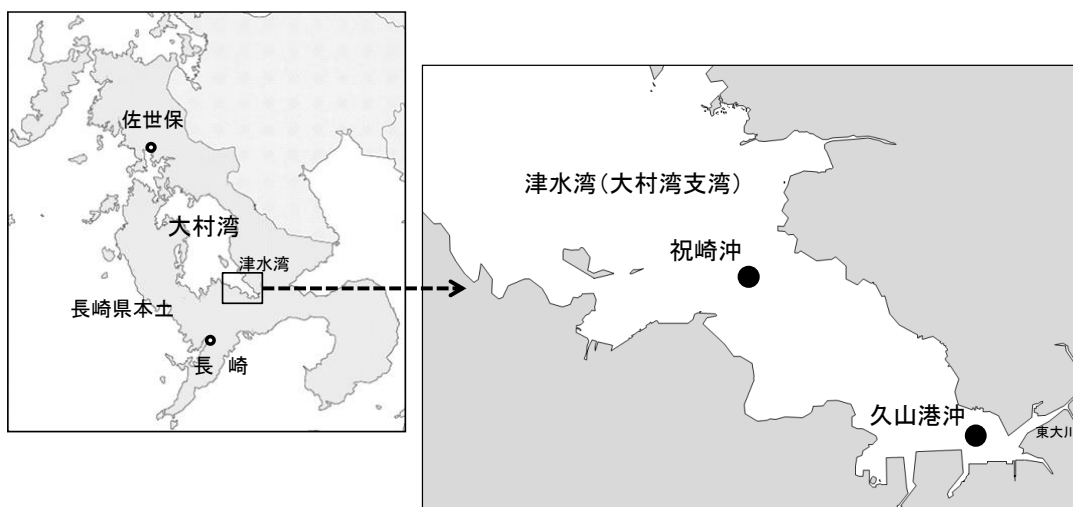 佐世保
大村湾
津水湾
長崎県本土
長 崎
津水湾(大村湾支湾)
祝崎沖
久山港沖
東大川